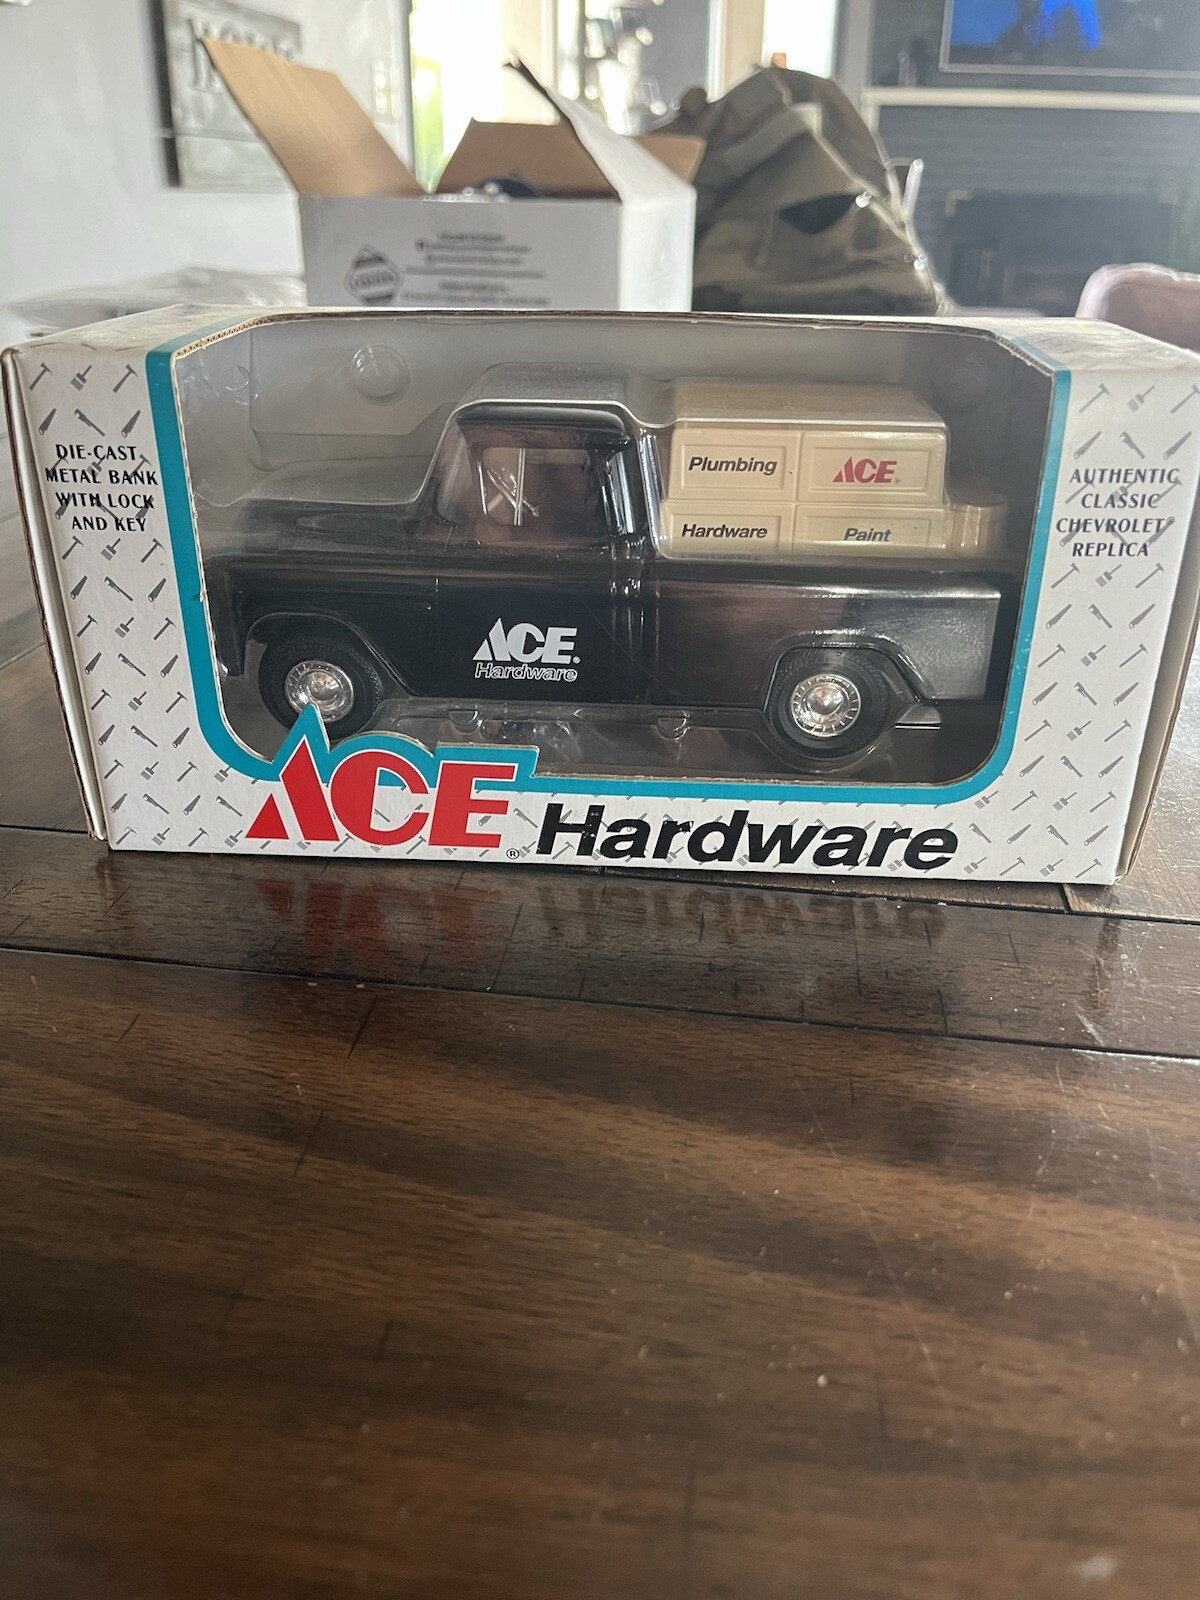 DIE-CAST
METAL BANK
WITH LOCK
AND KEY
Plumbing
ACE®
Hardware
Paint
AUTHENTIC
CLASSIC
CHEVROLET®
REPLICA
ACE®
Hardware
ACE® Hardware